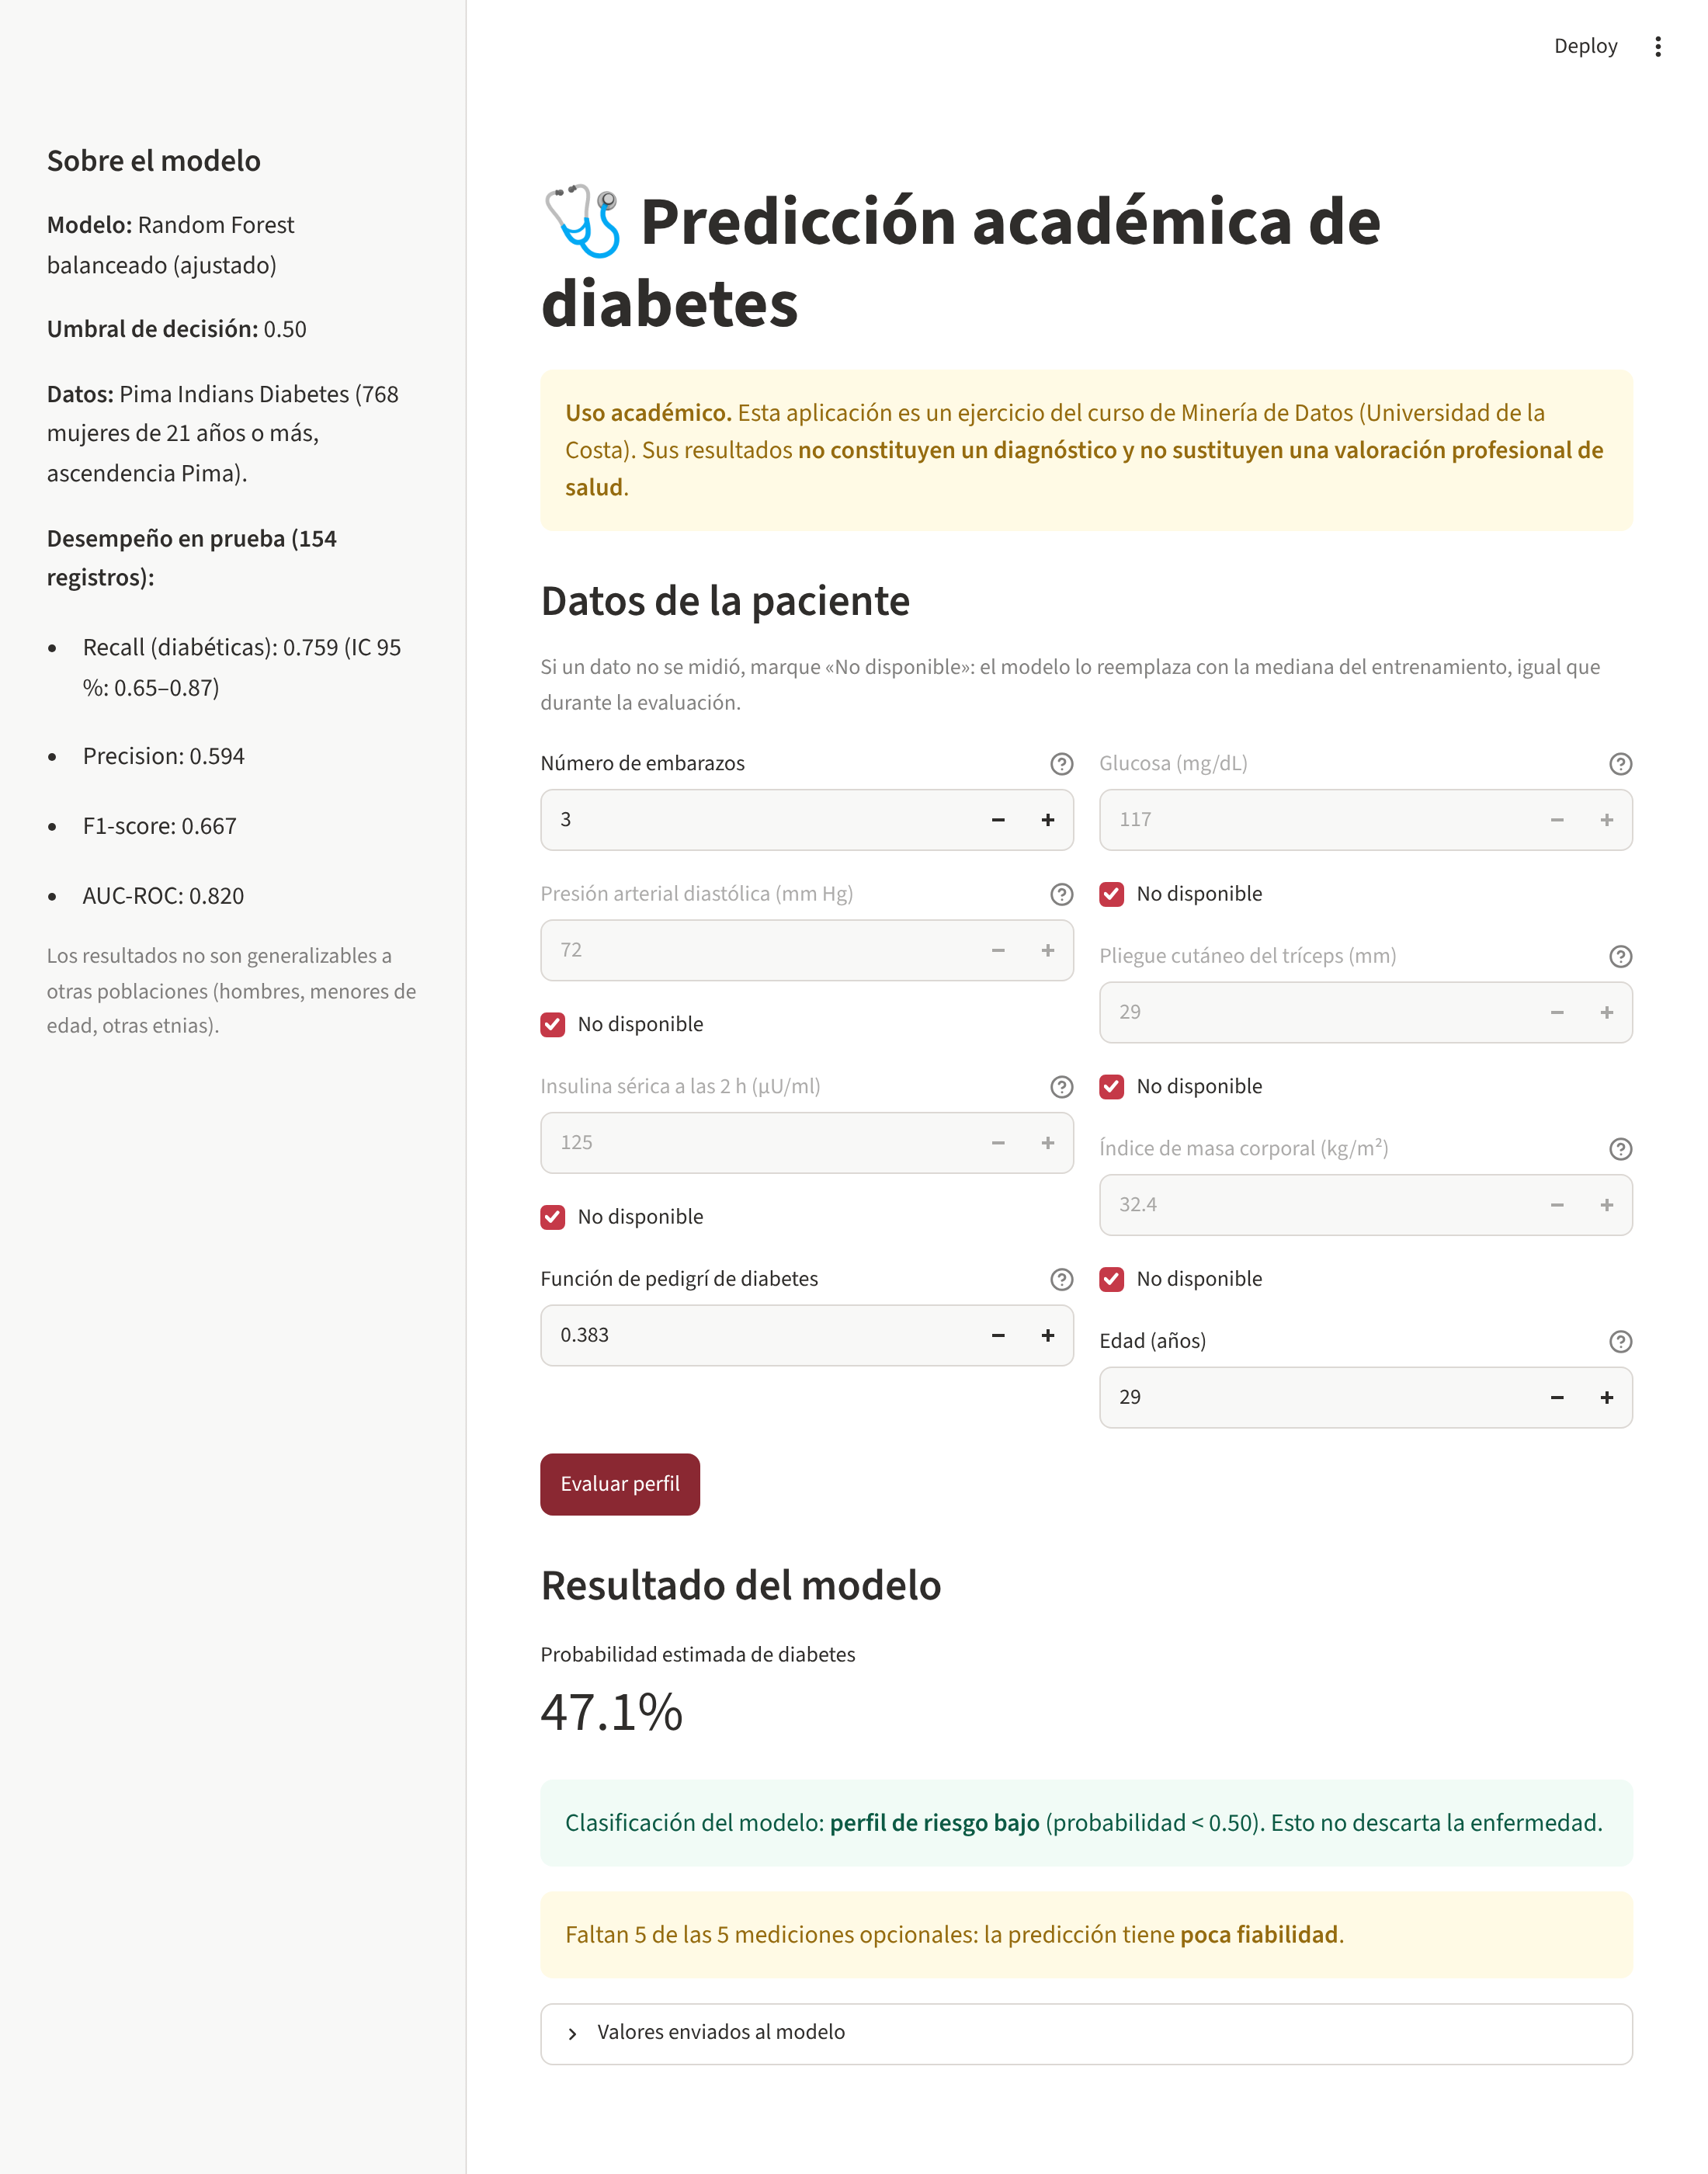 Deploy
Sobre el modelo
Modelo: Random Forest
balanceado (ajustado)
Umbral de decisión: 0.50
Datos: Pima Indians Diabetes (768
mujeres de 21 años o más,
ascendencia Pima).
Desempeño en prueba (154
registros):
• Recall (diabéticas): 0.759 (IC 95
%: 0.65–0.87)
• Precision: 0.594
• F1-score: 0.667
• AUC-ROC: 0.820
Los resultados no son generalizables a
otras poblaciones (hombres, menores de
edad, otras etnias).
Predicción académica de
diabetes
Uso académico. Esta aplicación es un ejercicio del curso de Minería de Datos (Universidad de la
Costa). Sus resultados no constituyen un diagnóstico y no sustituyen una valoración profesional de
salud.
Datos de la paciente
Si un dato no se midió, marque «No disponible»: el modelo lo reemplaza con la mediana del entrenamiento, igual que
durante la evaluación.
Número de embarazos
3
Presión arterial diastólica (mm Hg)
72
No disponible
Insulina sérica a las 2 h (µU/ml)
125
No disponible
Función de pedigrí de diabetes
0.383
Glucosa (mg/dL)
117
No disponible
Pliegue cutáneo del tríceps (mm)
29
No disponible
Índice de masa corporal (kg/m²)
32.4
No disponible
Edad (años)
29
Evaluar perfil
Resultado del modelo
Probabilidad estimada de diabetes
47.1%
Clasificación del modelo: perfil de riesgo bajo (probabilidad < 0.50). Esto no descarta la enfermedad.
Faltan 5 de las 5 mediciones opcionales: la predicción tiene poca fiabilidad.
Valores enviados al modelo